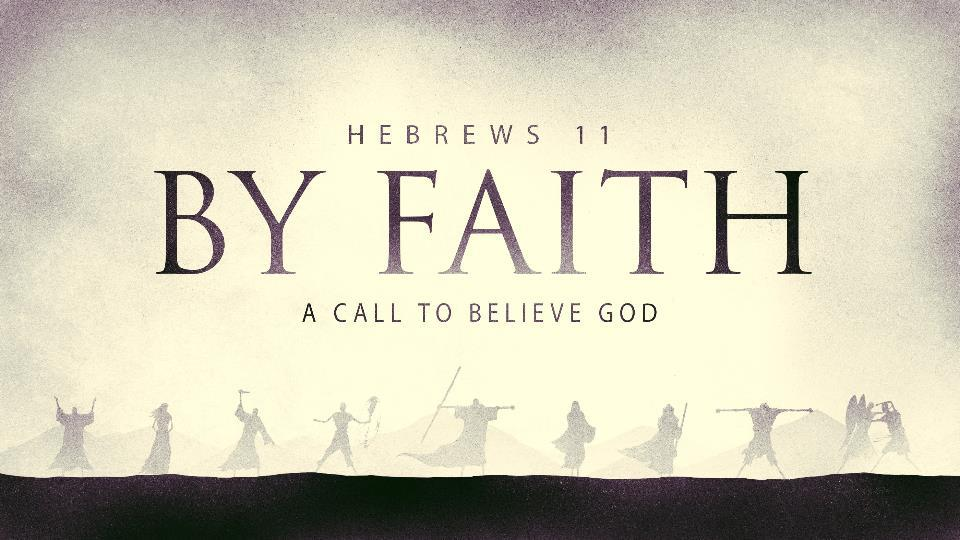 HEBREWS 11
BY FAITH
A CALL TO BELIEVE GOD